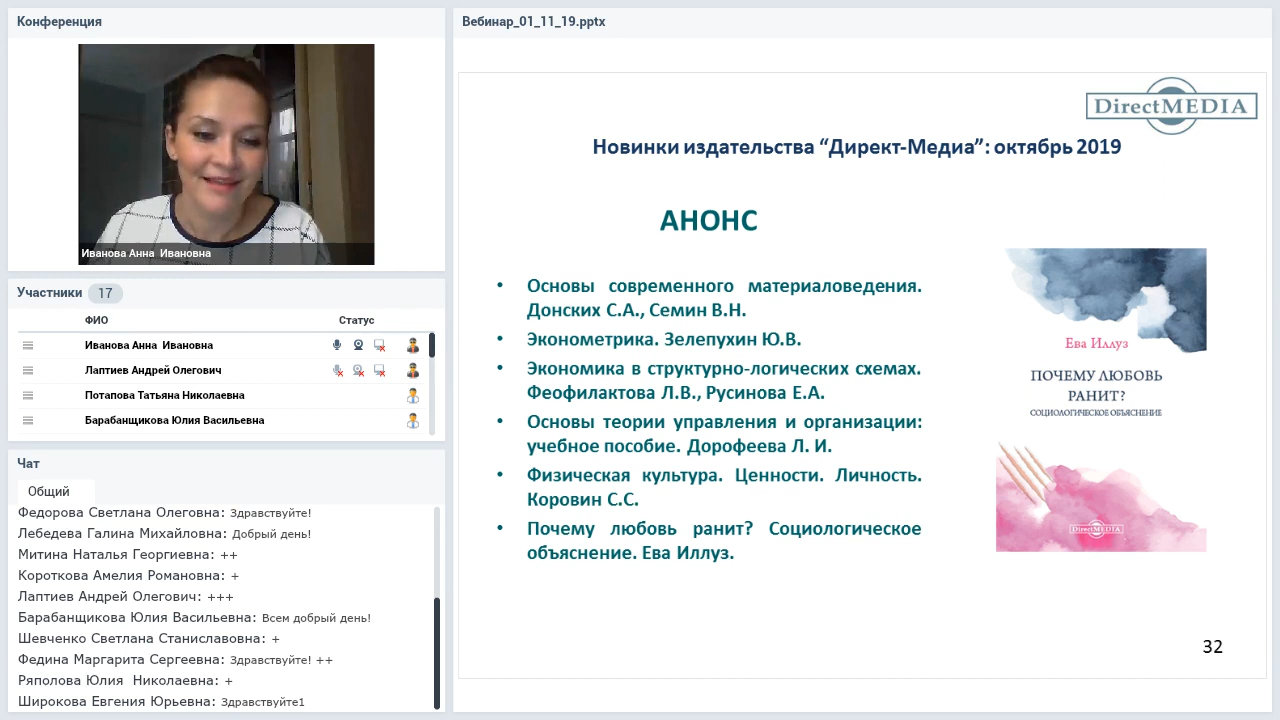 Конференция
Иванова Анна  Ивановна
Участники 17
ФИО Статус
Иванова Анна  Ивановна
Лаптиев Андрей Олегович
Потапова Татьяна Николаевна
Барабанщикова Юлия Васильевна
Чат
Общий
Федорова Светлана Олеговна: Здравствуйте!
Лебедева Галина Михайловна: Добрый день!
Митина Наталья Георгиевна: ++
Короткова Амелия Романовна: +
Лаптиев Андрей Олегович: +++
Барабанщикова Юлия Васильевна: Всем добрый день!
Шевченко Светлана Станиславовна: +
Федина Маргарита Сергеевна: Здравствуйте! ++
Ряполова Юлия  Николаевна: +
Широкова Евгения Юрьевна: Здравствуйте1
Вебинар_01_11_19.pptx
DirectMEDIA
Новинки издательства “Директ-Медиа”: октябрь 2019
АНОНС
• Основы современного материаловедения.
Донских С.А., Семин В.Н.
• Эконометрика. Зелепухин Ю.В.
• Экономика в структурно-логических схемах.
Феофилактова Л.В., Русинова Е.А.
• Основы теории управления и организации:
учебное пособие. Дорофеева Л. И.
• Физическая культура. Ценности. Личность.
Коровин С.С.
• Почему любовь ранит? Социологическое
объяснение. Ева Иллуз.
Ева Иллуз
ПОЧЕМУ ЛЮБОВЬ
РАНИТ?
СОЦИОЛОГИЧЕСКОЕ ОБЪЯСНЕНИЕ
DirectMEDIA
32